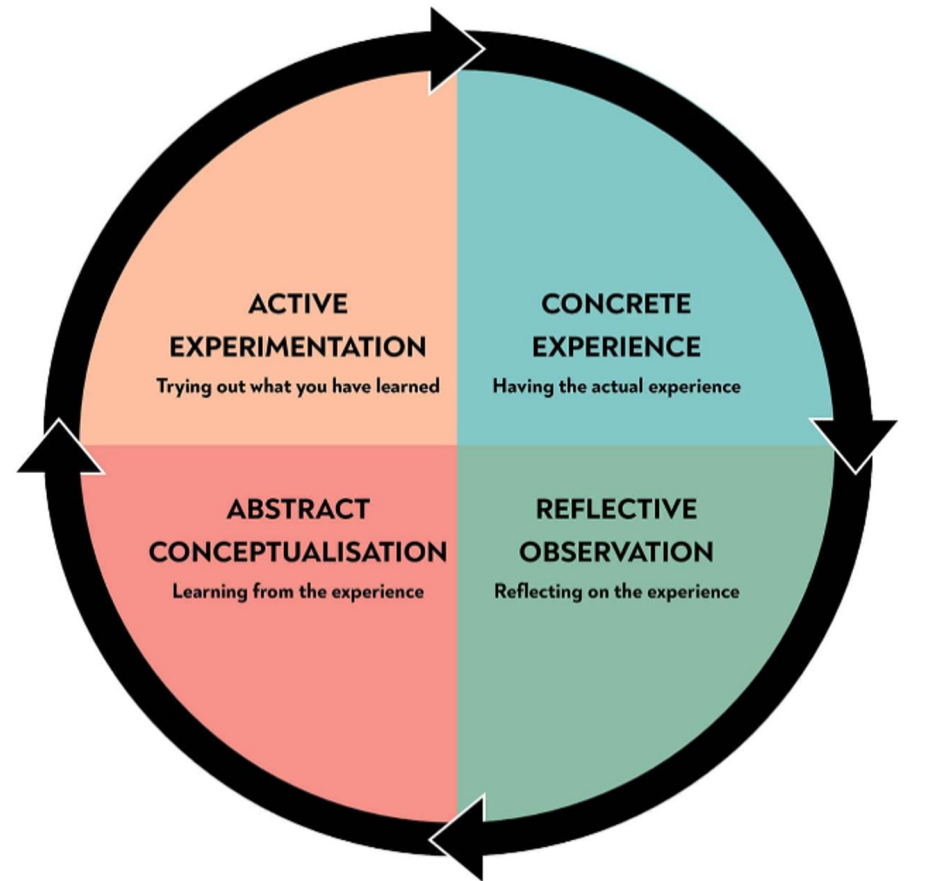 ACTIVE
EXPERIMENTATION
Trying out what you have learned
CONCRETE
EXPERIENCE
Having the actual experience
ABSTRACT
CONCEPTUALISATION
Learning from the experience
REFLECTIVE
OBSERVATION
Reflecting on the experience